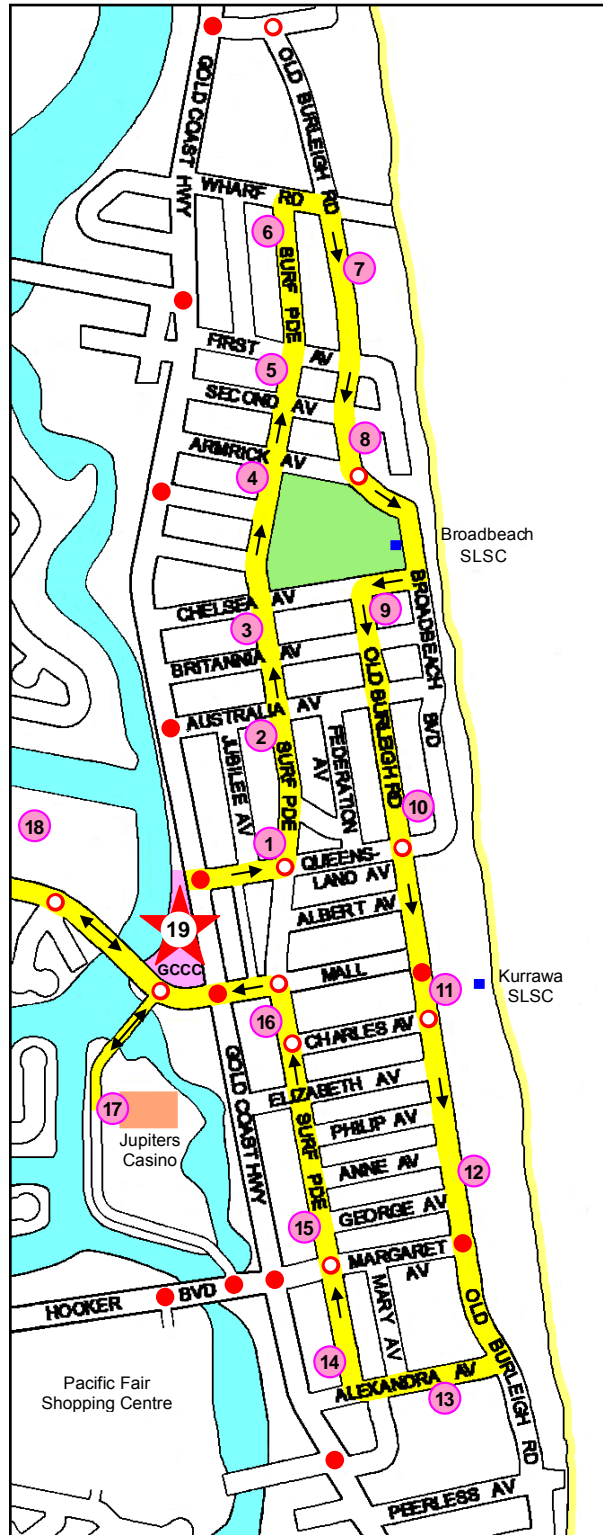 GOLD COAST HWY
OLD BURLEIGH RD
WHARF RD
6
7
SURF PDE
FIRST AV
5
SECOND AV
8
ARMRICK AV
4
Broadbeach
SLSC
CHELSEA AV
9
BROADBEACH BVD
3
BRITANNIA AV
OLD BURLEIGH RD
AUSTRALIA AV
2
JUBILEE AV
SURF PDE
FEDERATION
AV
10
18
1
QUEENS-
LAND AV
ALBERT AV
19
GCCC
MALL
11
Kurrawa
SLSC
16
CHARLES AV
GOLD COAST HWY
ELIZABETH AV
17
Jupiters
Casino
SURF PDE
PHILIP AV
ANNE AV
12
GEORGE AV
15
MARGARET
AV
HOOKER BVD
MARY AV
OLD BURLEIGH RD
14
ALEXANDRA AV
13
Pacific Fair
Shopping Centre
PEERLESS AV